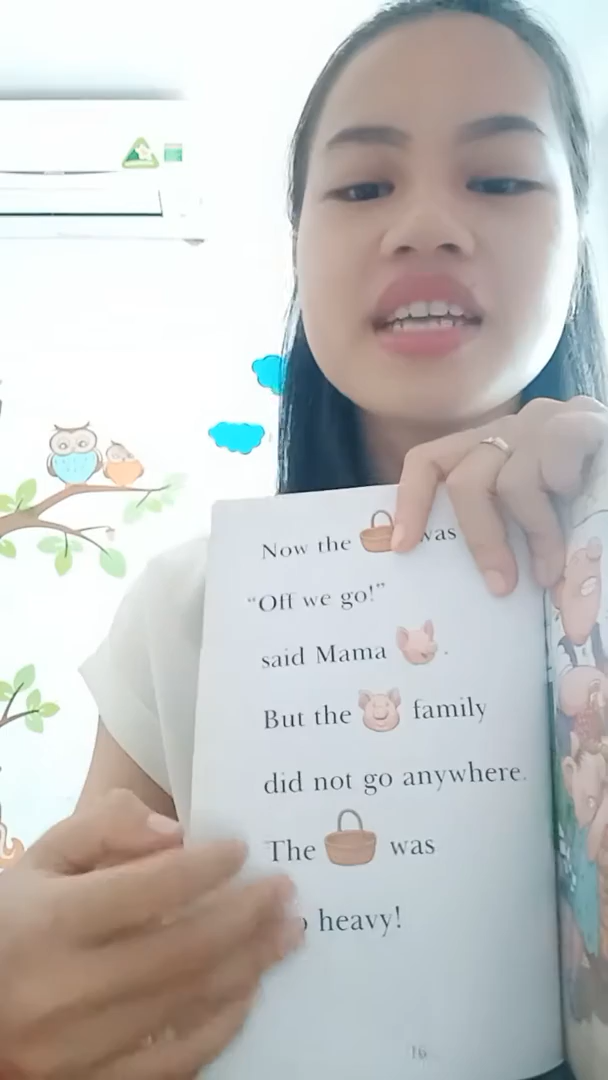 Now the was
"Off we go!"
said Mama .
But the family
did not go anywhere.
The was
heavy!
16